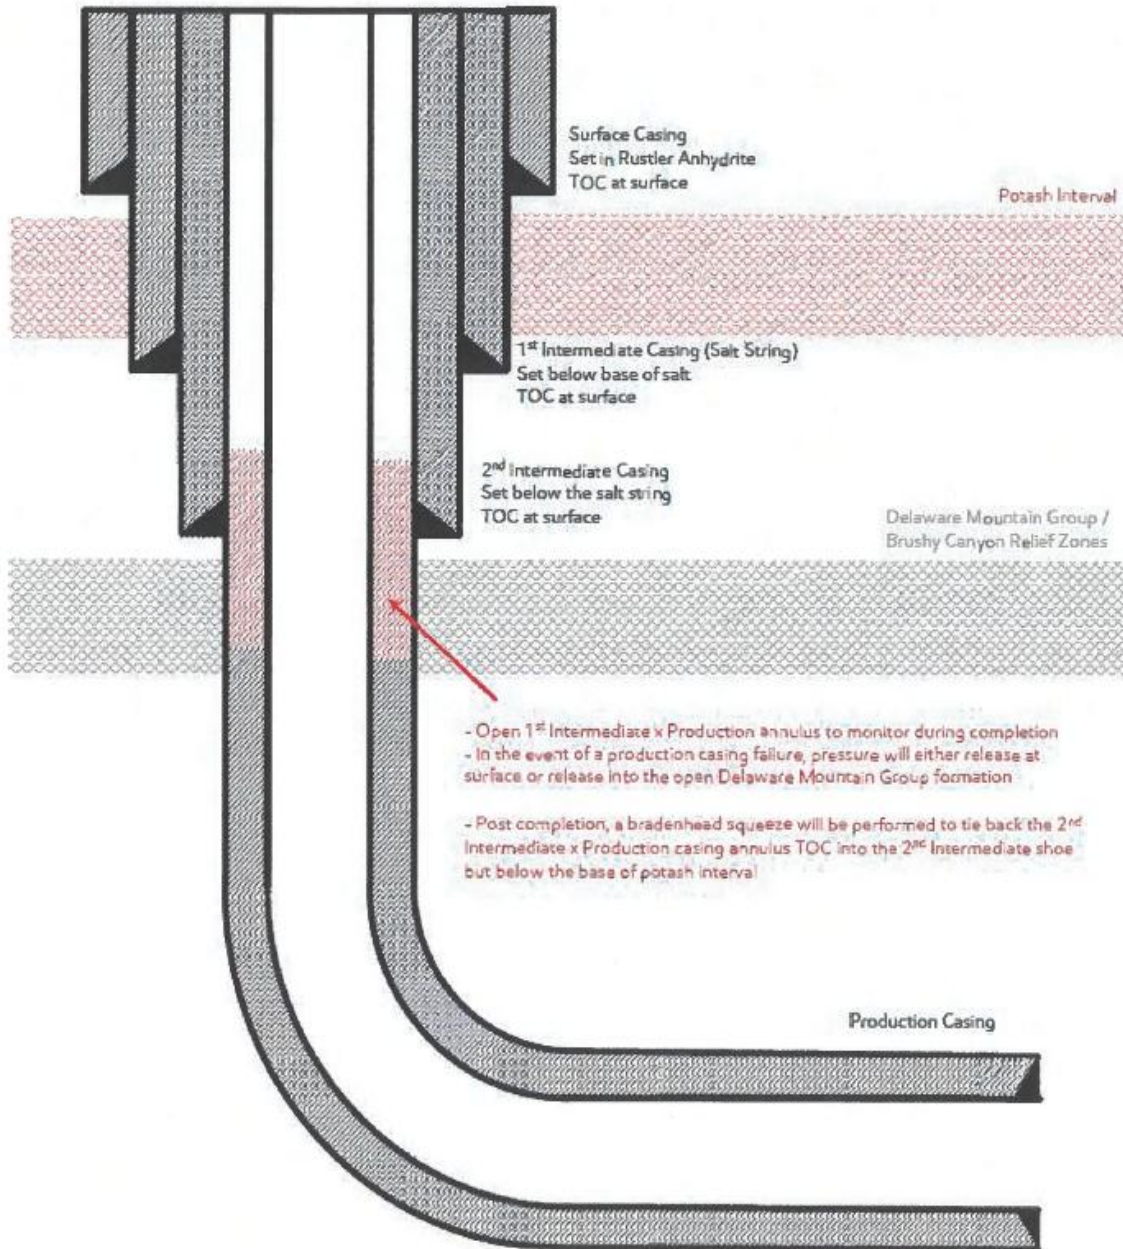 Surface Casing
Set in Rustler Anhydrite
TOC at surface
Potash Interval
1st Intermediate Casing (Salt String)
Set below base of salt
TOC at surface
2nd Intermediate Casing
Set below the salt string
TOC at surface
Delaware Mountain Group /
Brushy Canyon Relief Zones
- Open 1st Intermediate x Production annulus to monitor during completion
- In the event of a production casing failure, pressure will either release at
surface or release into the open Delaware Mountain Group formation
- Post completion, a bradenhead squeeze will be performed to tie back the 2nd
Intermediate x Production casing annulus TOC into the 2nd Intermediate shoe
but below the base of potash interval
Production Casing